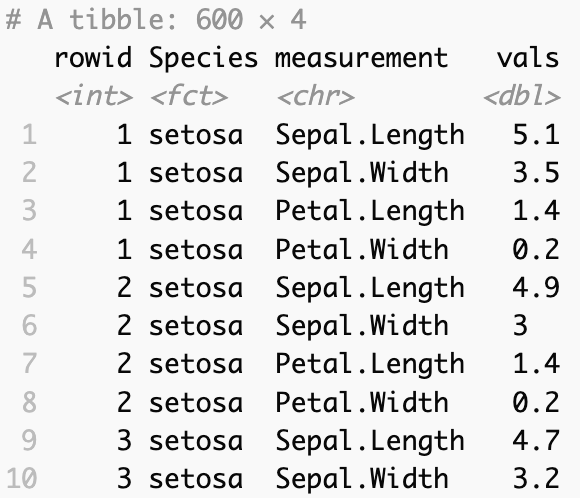 # A tibble: 600 × 4
rowid Species measurement vals
<int> <fct> <chr> <dbl>
1 1 setosa Sepal.Length 5.1
2 1 setosa Sepal.Width 3.5
3 1 setosa Petal.Length 1.4
4 1 setosa Petal.Width 0.2
5 2 setosa Sepal.Length 4.9
6 2 setosa Sepal.Width 3
7 2 setosa Petal.Length 1.4
8 2 setosa Petal.Width 0.2
9 3 setosa Sepal.Length 4.7
10 3 setosa Sepal.Width 3.2